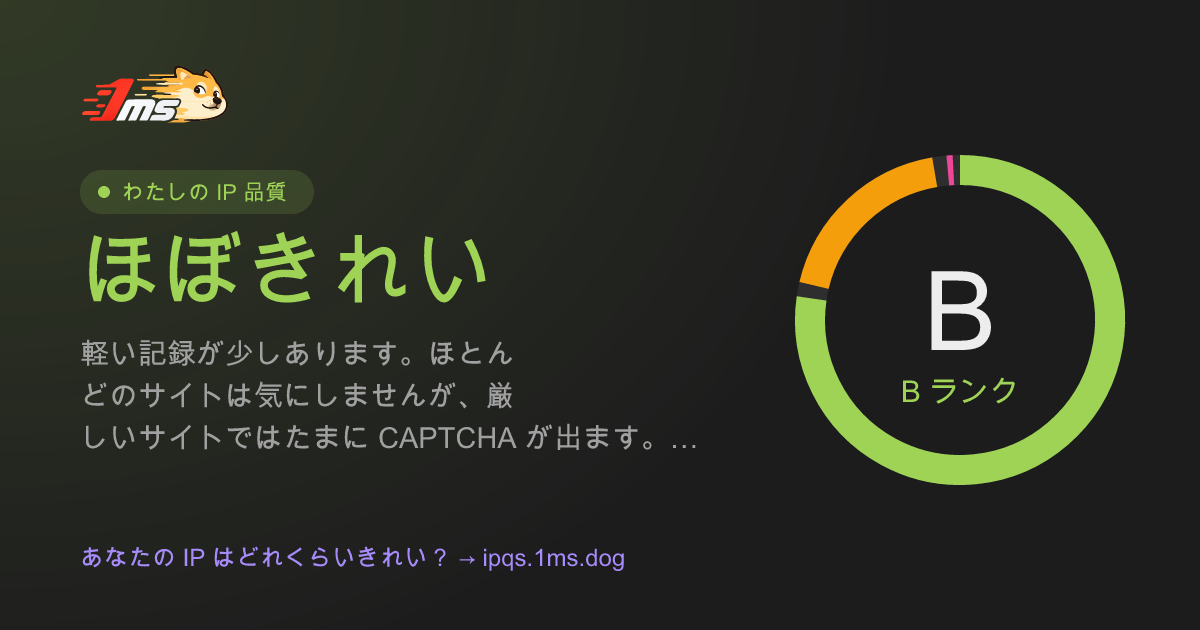 1ms
わたしの IP 品質
ほぼきれい
軽い記録が少しあります。ほとん
どのサイトは気にしませんが、厳
しいサイトではたまに CAPTCHA が出ます。…
B
B ランク
あなたの IP はどれくらいきれい？ → ipqs.1ms.dog